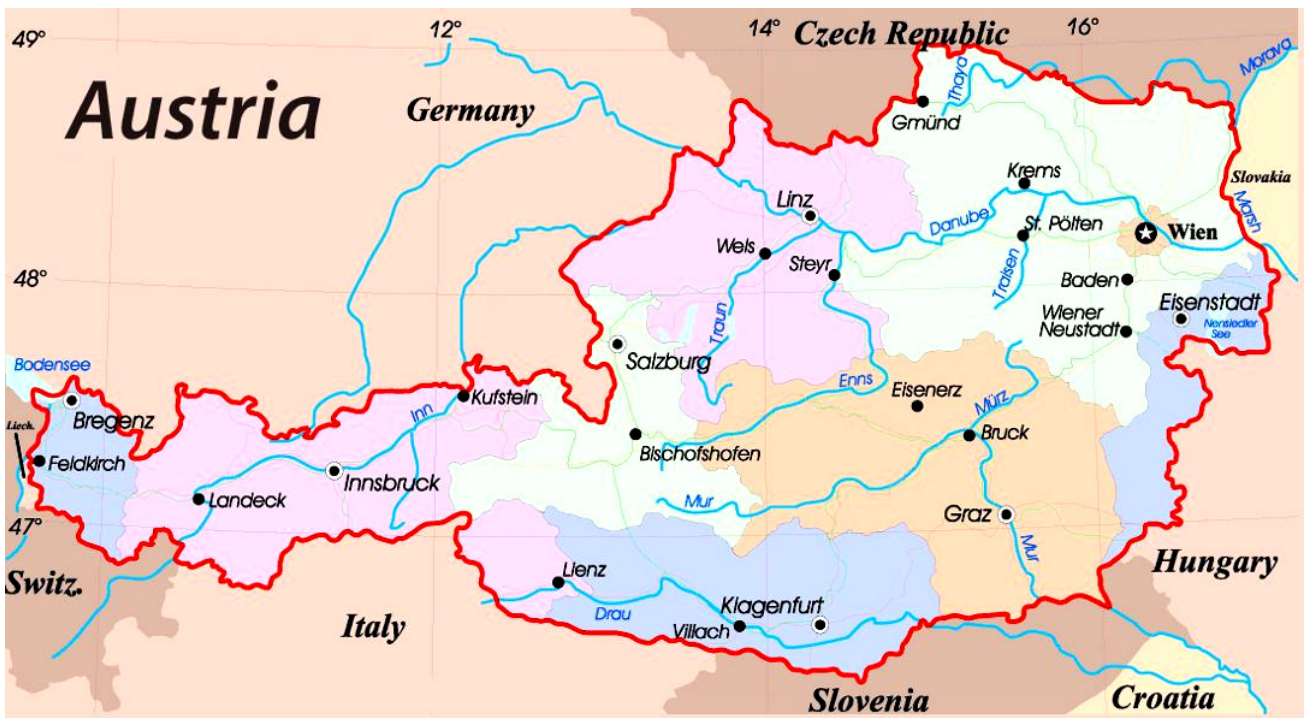 12°
14°
16°
49°
Czech Republic
Morava
Austria
Germany
Thaya
Gmünd
Krems
Slovakia
Linz
Danube
St. Pölten
Marsh
Wien
Wels
Steyr
48°
Traisen
Baden
Eisenstadt
Wiener
Neustadt
Neusiedler
See
Traun
Salzburg
Bodensee
Enns
Eisenerz
Kufstein
Mürz
Bregenz
Inn
Liech.
Bruck
Bischofshofen
Feldkirch
Innsbruck
Landeck
Mur
Graz
47°
Mur
Hungary
Switz.
Lienz
Drau
Klagenfurt
Italy
Villach
Slovenia
Croatia